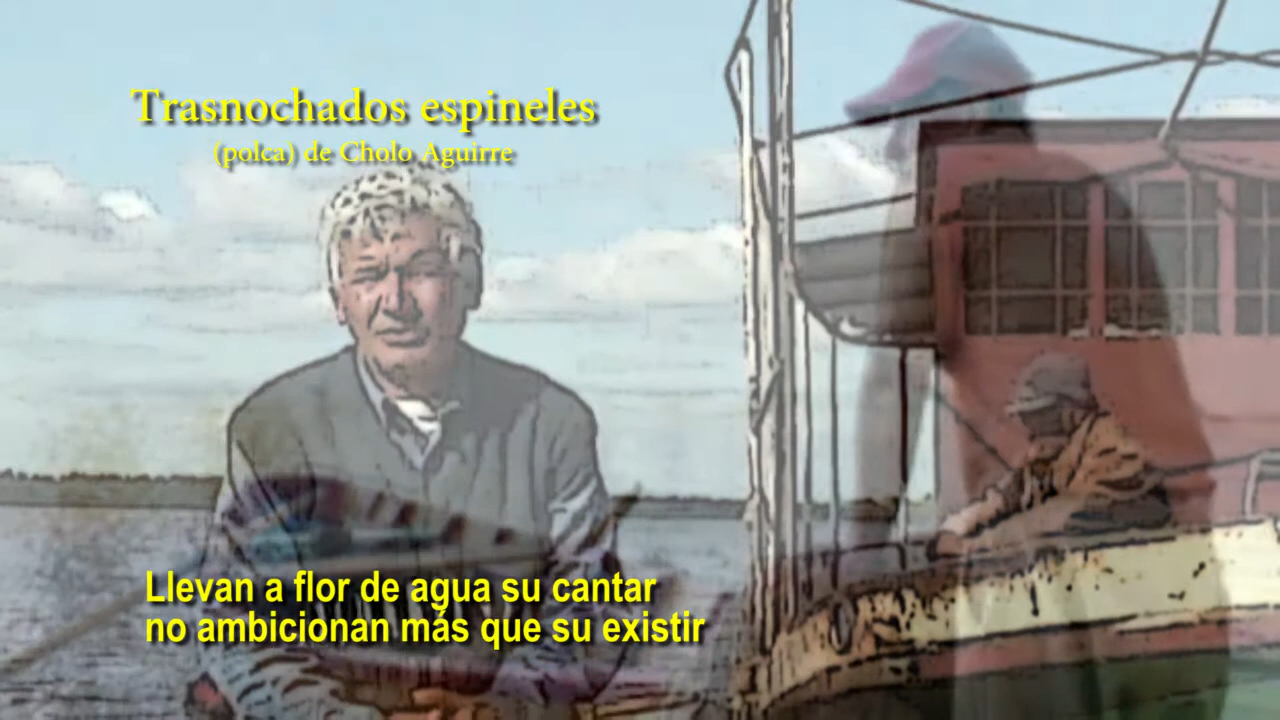 Trasnochados espineles
(polca) de Cholo Aguirre
Llevan a flor de agua su cantar
no ambicionan más que su existir